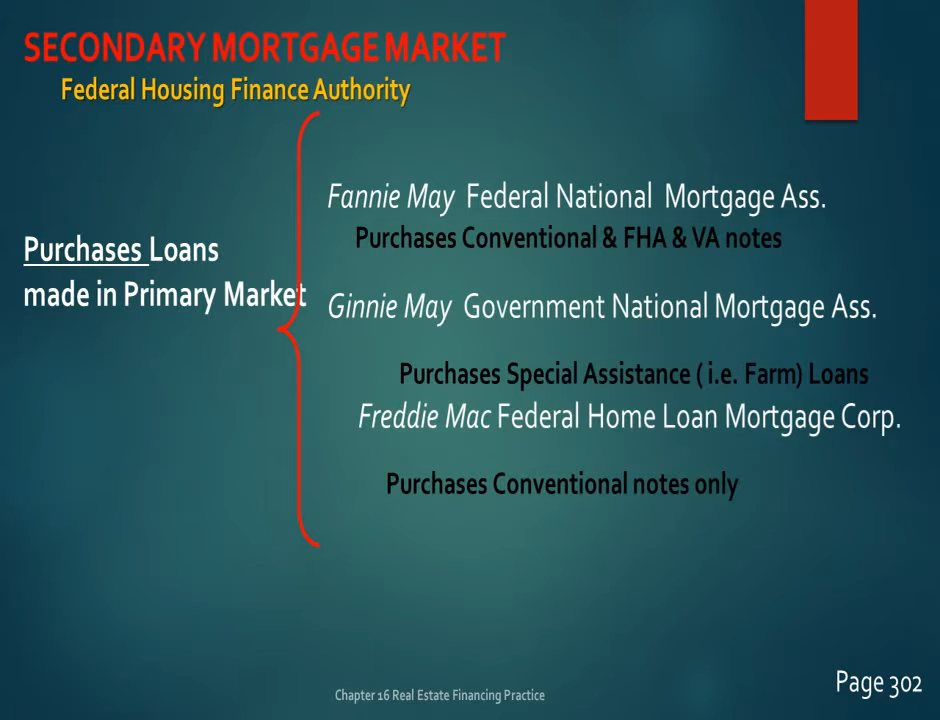 SECONDARY MORTGAGE MARKET
Federal Housing Finance Authority
Purchases Loans
made in Primary Market
Fannie May Federal National Mortgage Ass.
Purchases Conventional & FHA & VA notes
Ginnie May Government National Mortgage Ass.
Purchases Special Assistance ( i.e. Farm) Loans
Freddie Mac Federal Home Loan Mortgage Corp.
Purchases Conventional notes only
Chapter 16 Real Estate Financing Practice
Page 302